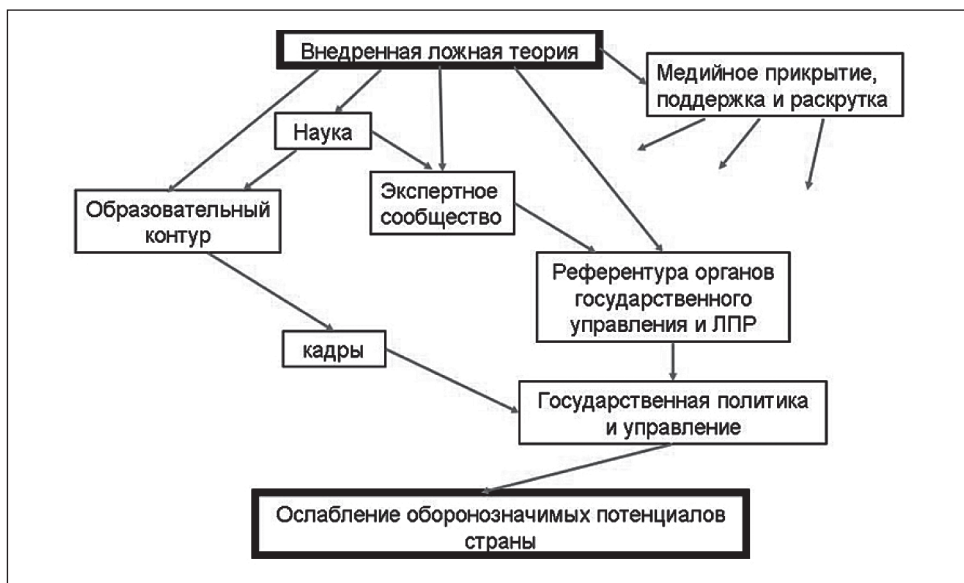 Внедренная ложная теория
Медийное прикрытие,
поддержка и раскрутка
Наука
Экспертное
сообщество
Образовательный
контур
Референтура органов
государственного
управления и ЛПР
кадры
Государственная политика
и управление
Ослабление оборонозначимых потенциалов
страны